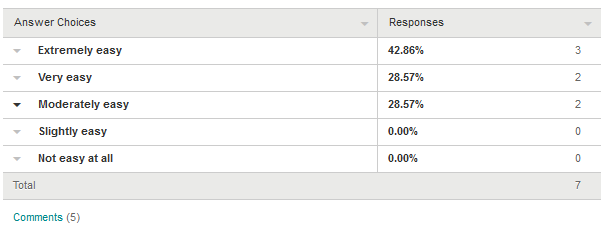 Answer Choices Responses
Extremely easy 42.86% 3
Very easy 28.57% 2
Moderately easy 28.57% 2
Slightly easy 0.00% 0
Not easy at all 0.00% 0
Total 7
Comments (5)